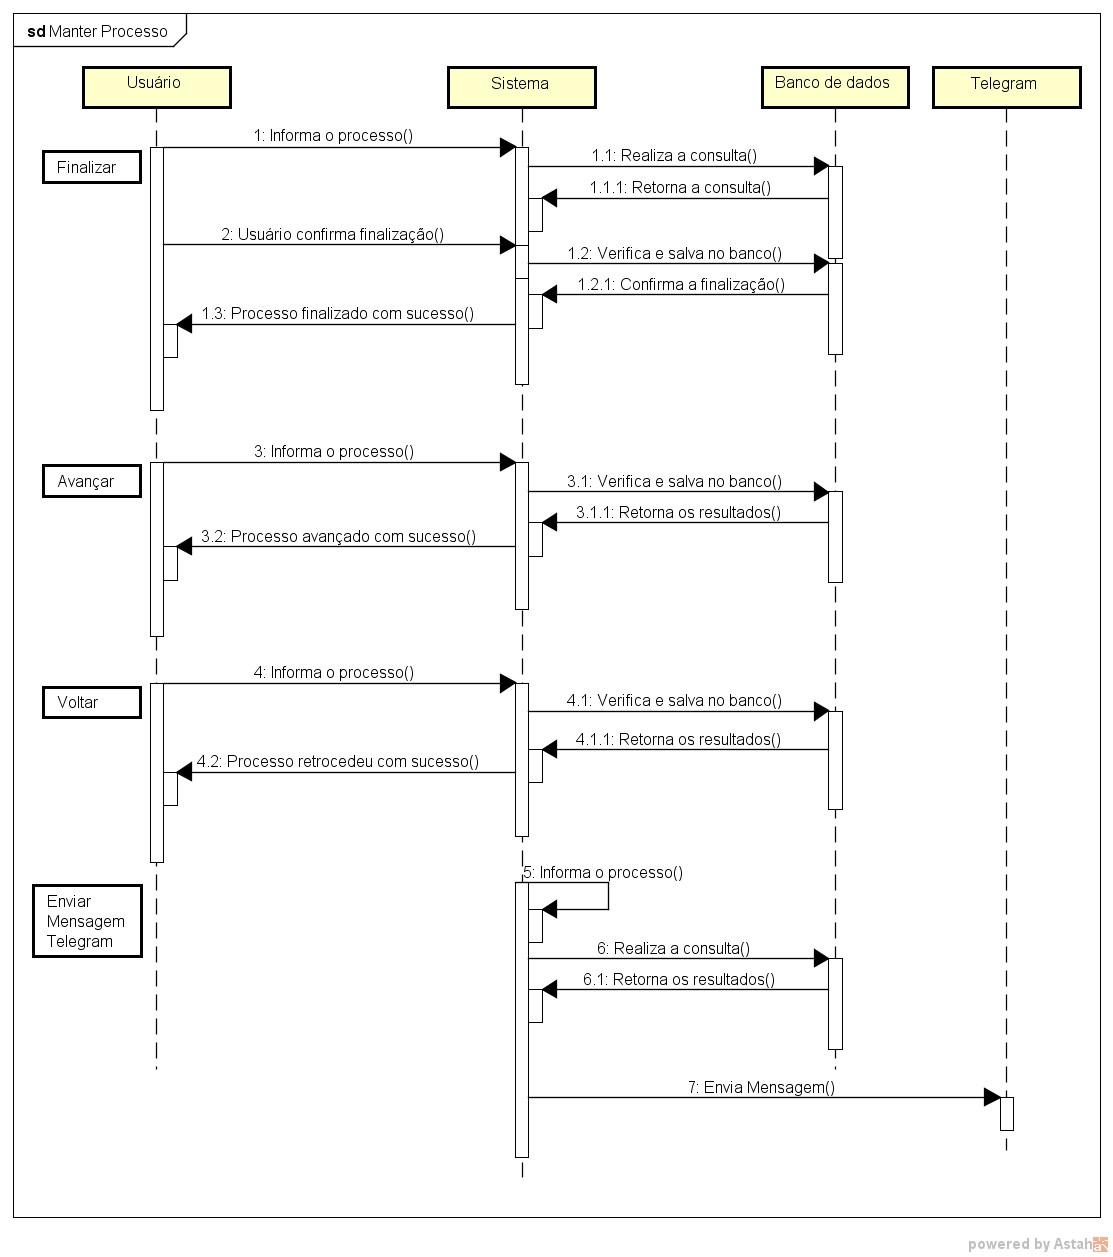 sd Manter Processo
Usuário
Sistema
Banco de dados
Telegram
1: Informa o processo()
Finalizar
1.1: Realiza a consulta()
1.1.1: Retorna a consulta()
2: Usuário confirma finalização()
1.2: Verifica e salva no banco()
1.2.1: Confirma a finalização()
1.3: Processo finalizado com sucesso()
3: Informa o processo()
Avançar
3.1: Verifica e salva no banco()
3.1.1: Retorna os resultados()
3.2: Processo avançado com sucesso()
4: Informa o processo()
Voltar
4.1: Verifica e salva no banco()
4.1.1: Retorna os resultados()
4.2: Processo retrocedeu com sucesso()
5: Informa o processo()
Enviar
Mensagem
Telegram
6: Realiza a consulta()
6.1: Retorna os resultados()
7: Envia Mensagem()
powered by Astah